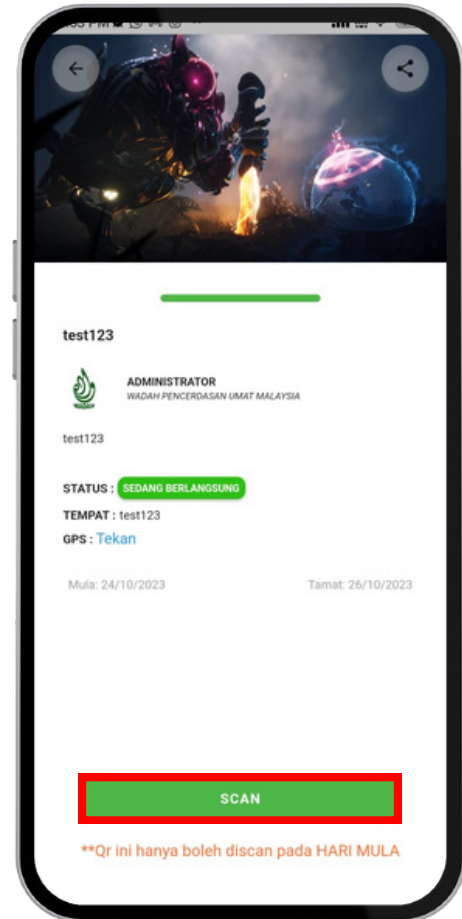 test123
ADMINISTRATOR
WADAH PENCERDASAN UMAT MALAYSIA
test123
STATUS : SEDANG BERLANGSUNG
TEMPAT : test123
GPS : Tekan
Mula: 24/10/2023 Tamat: 26/10/2023
SCAN
**Qr ini hanya boleh discan pada HARI MULA